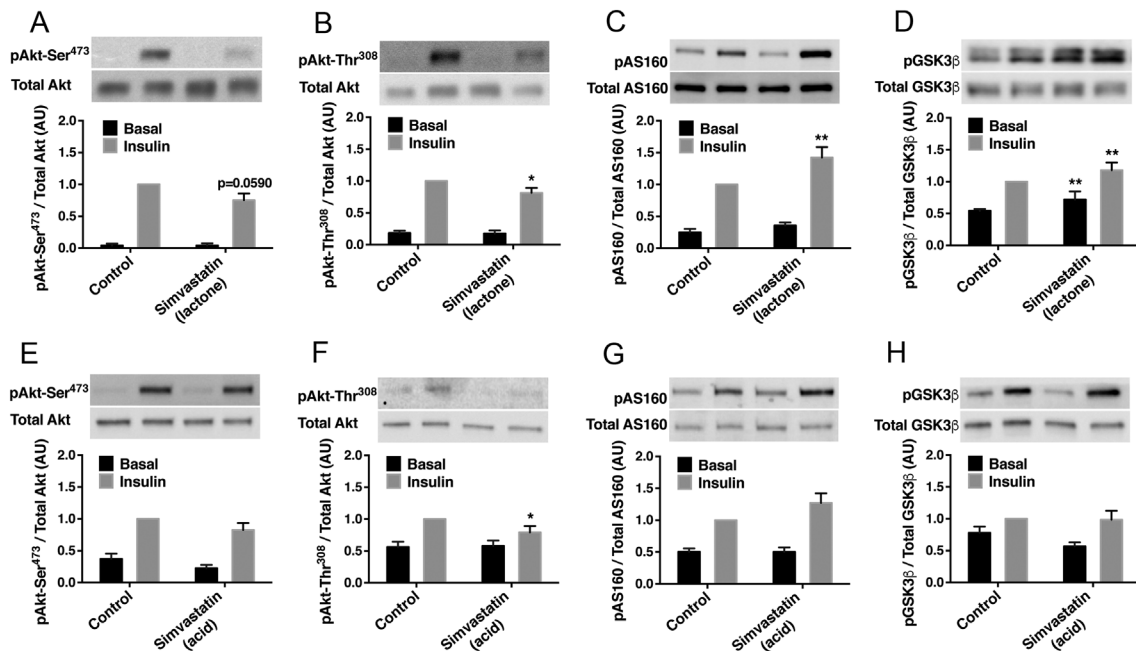 A
pAkt-Ser473
Total Akt
pAkt-Ser473 / Total Akt (AU)
2.0
1.5
1.0
0.5
0.0
Basal
Insulin
p=0.0590
Control
Simvastatin
(lactone)
B
pAkt-Thr308
Total Akt
pAkt-Thr308 / Total Akt (AU)
2.0
1.5
1.0
0.5
0.0
Basal
Insulin
*
Control
Simvastatin
(lactone)
C
pAS160
Total AS160
pAS160 / Total AS160 (AU)
2.0
1.5
1.0
0.5
0.0
Basal
Insulin
**
Control
Simvastatin
(lactone)
D
pGSK3β
Total GSK3β
pGSK3β / Total GSK3β (AU)
2.0
1.5
1.0
0.5
0.0
Basal
Insulin
**
**
Control
Simvastatin
(lactone)
E
pAkt-Ser473
Total Akt
pAkt-Ser473 / Total Akt (AU)
2.0
1.5
1.0
0.5
0.0
Basal
Insulin
Control
Simvastatin
(acid)
F
pAkt-Thr308
Total Akt
pAkt-Thr308 / Total Akt (AU)
2.0
1.5
1.0
0.5
0.0
Basal
Insulin
*
Control
Simvastatin
(acid)
G
pAS160
Total AS160
pAS160 / Total AS160 (AU)
2.0
1.5
1.0
0.5
0.0
Basal
Insulin
Control
Simvastatin
(acid)
H
pGSK3β
Total GSK3β
pGSK3β / Total GSK3β (AU)
2.0
1.5
1.0
0.5
0.0
Basal
Insulin
Control
Simvastatin
(acid)